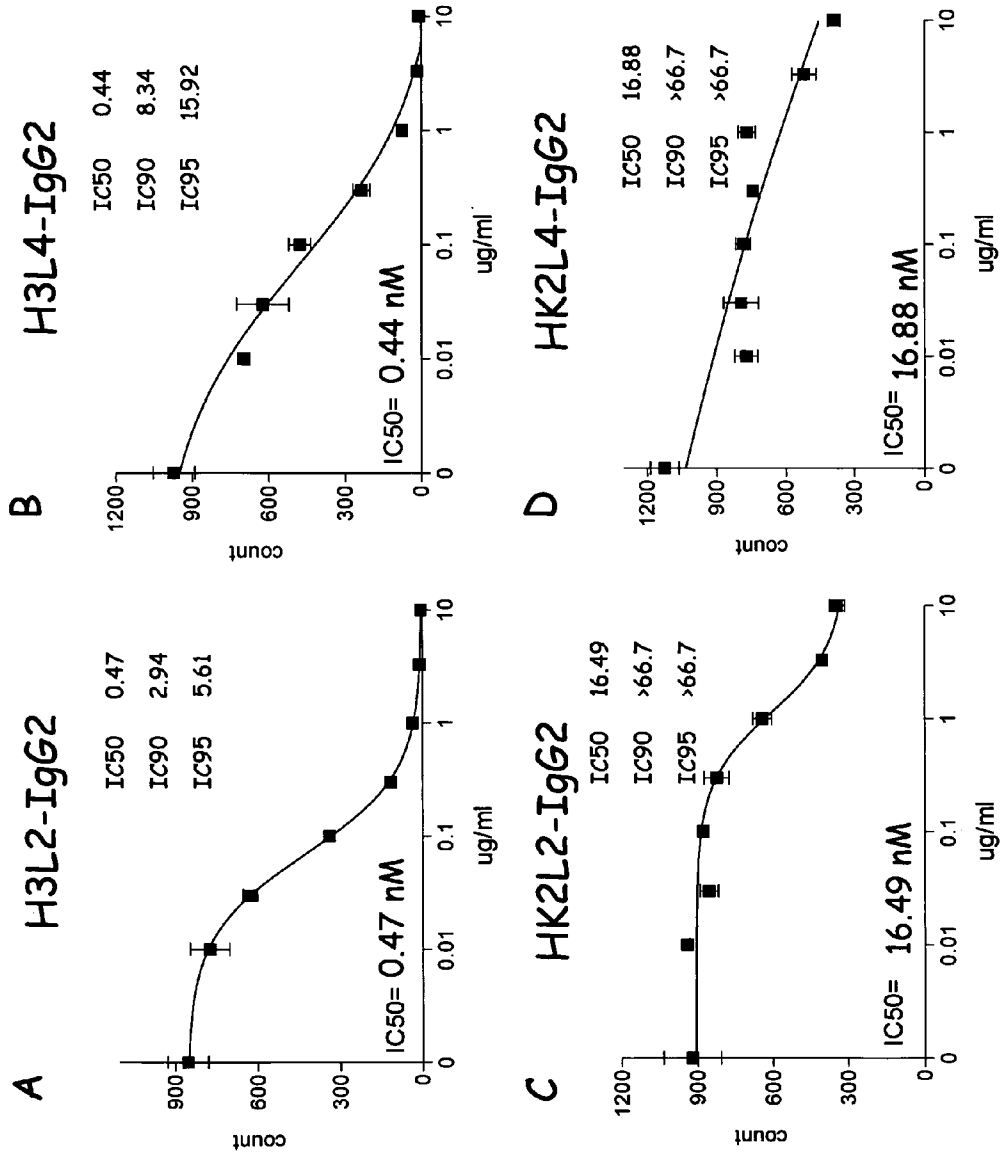 A
H3L2-IgG2
IC50 0.47
IC90 2.94
IC95 5.61
count
900
600
300
0
IC50= 0.47 nM
0 0.01 0.1 1 10
ug/ml
B
H3L4-IgG2
IC50 0.44
IC90 8.34
IC95 15.92
count
1200
900
600
300
0
IC50= 0.44 nM
0 0.01 0.1 1 10
ug/ml
C
HK2L2-IgG2
IC50 16.49
IC90 >66.7
IC95 >66.7
count
1200
900
600
300
0
IC50= 16.49 nM
0 0.01 0.1 1 10
ug/ml
D
HK2L4-IgG2
IC50 16.88
IC90 >66.7
IC95 >66.7
count
1200
900
600
300
0
IC50= 16.88 nM
0 0.01 0.1 1 10
ug/ml